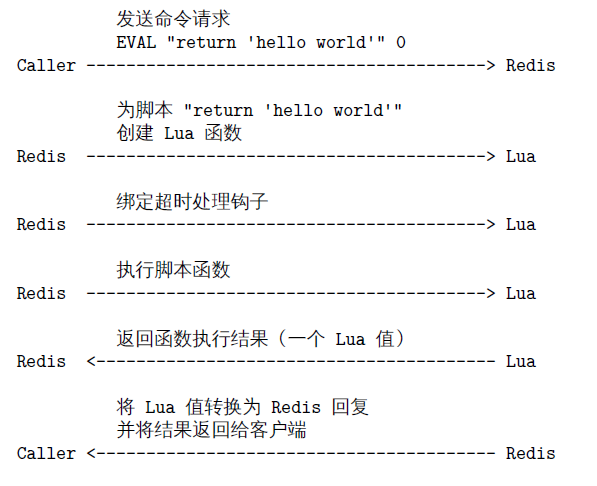 发送命令请求
EVAL "return 'hello world'" 0
Caller ----------------------------------------> Redis
为脚本 "return 'hello world'"
创建 Lua 函数
Redis  ----------------------------------------> Lua
绑定超时处理钩子
Redis  ----------------------------------------> Lua
执行脚本函数
Redis  ----------------------------------------> Lua
返回函数执行结果（一个 Lua 值）
Redis  <---------------------------------------- Lua
将 Lua 值转换为 Redis 回复
并将结果返回给客户端
Caller <---------------------------------------- Redis